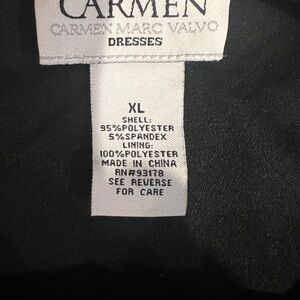 CARMEN
CARMEN MARC VALVO
DRESSES
XL
SHELL:
95%POLYESTER
5%SPANDEX
LINING:
100%POLYESTER
MADE IN CHINA
RN#93178
SEE REVERSE
FOR CARE